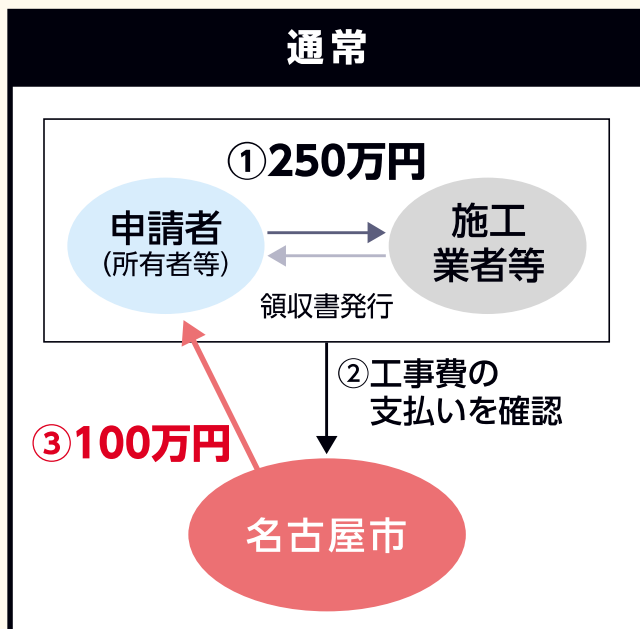 通常
①250万円
申請者
（所有者等）
施工
業者等
領収書発行
②工事費の
支払いを確認
③100万円
名古屋市